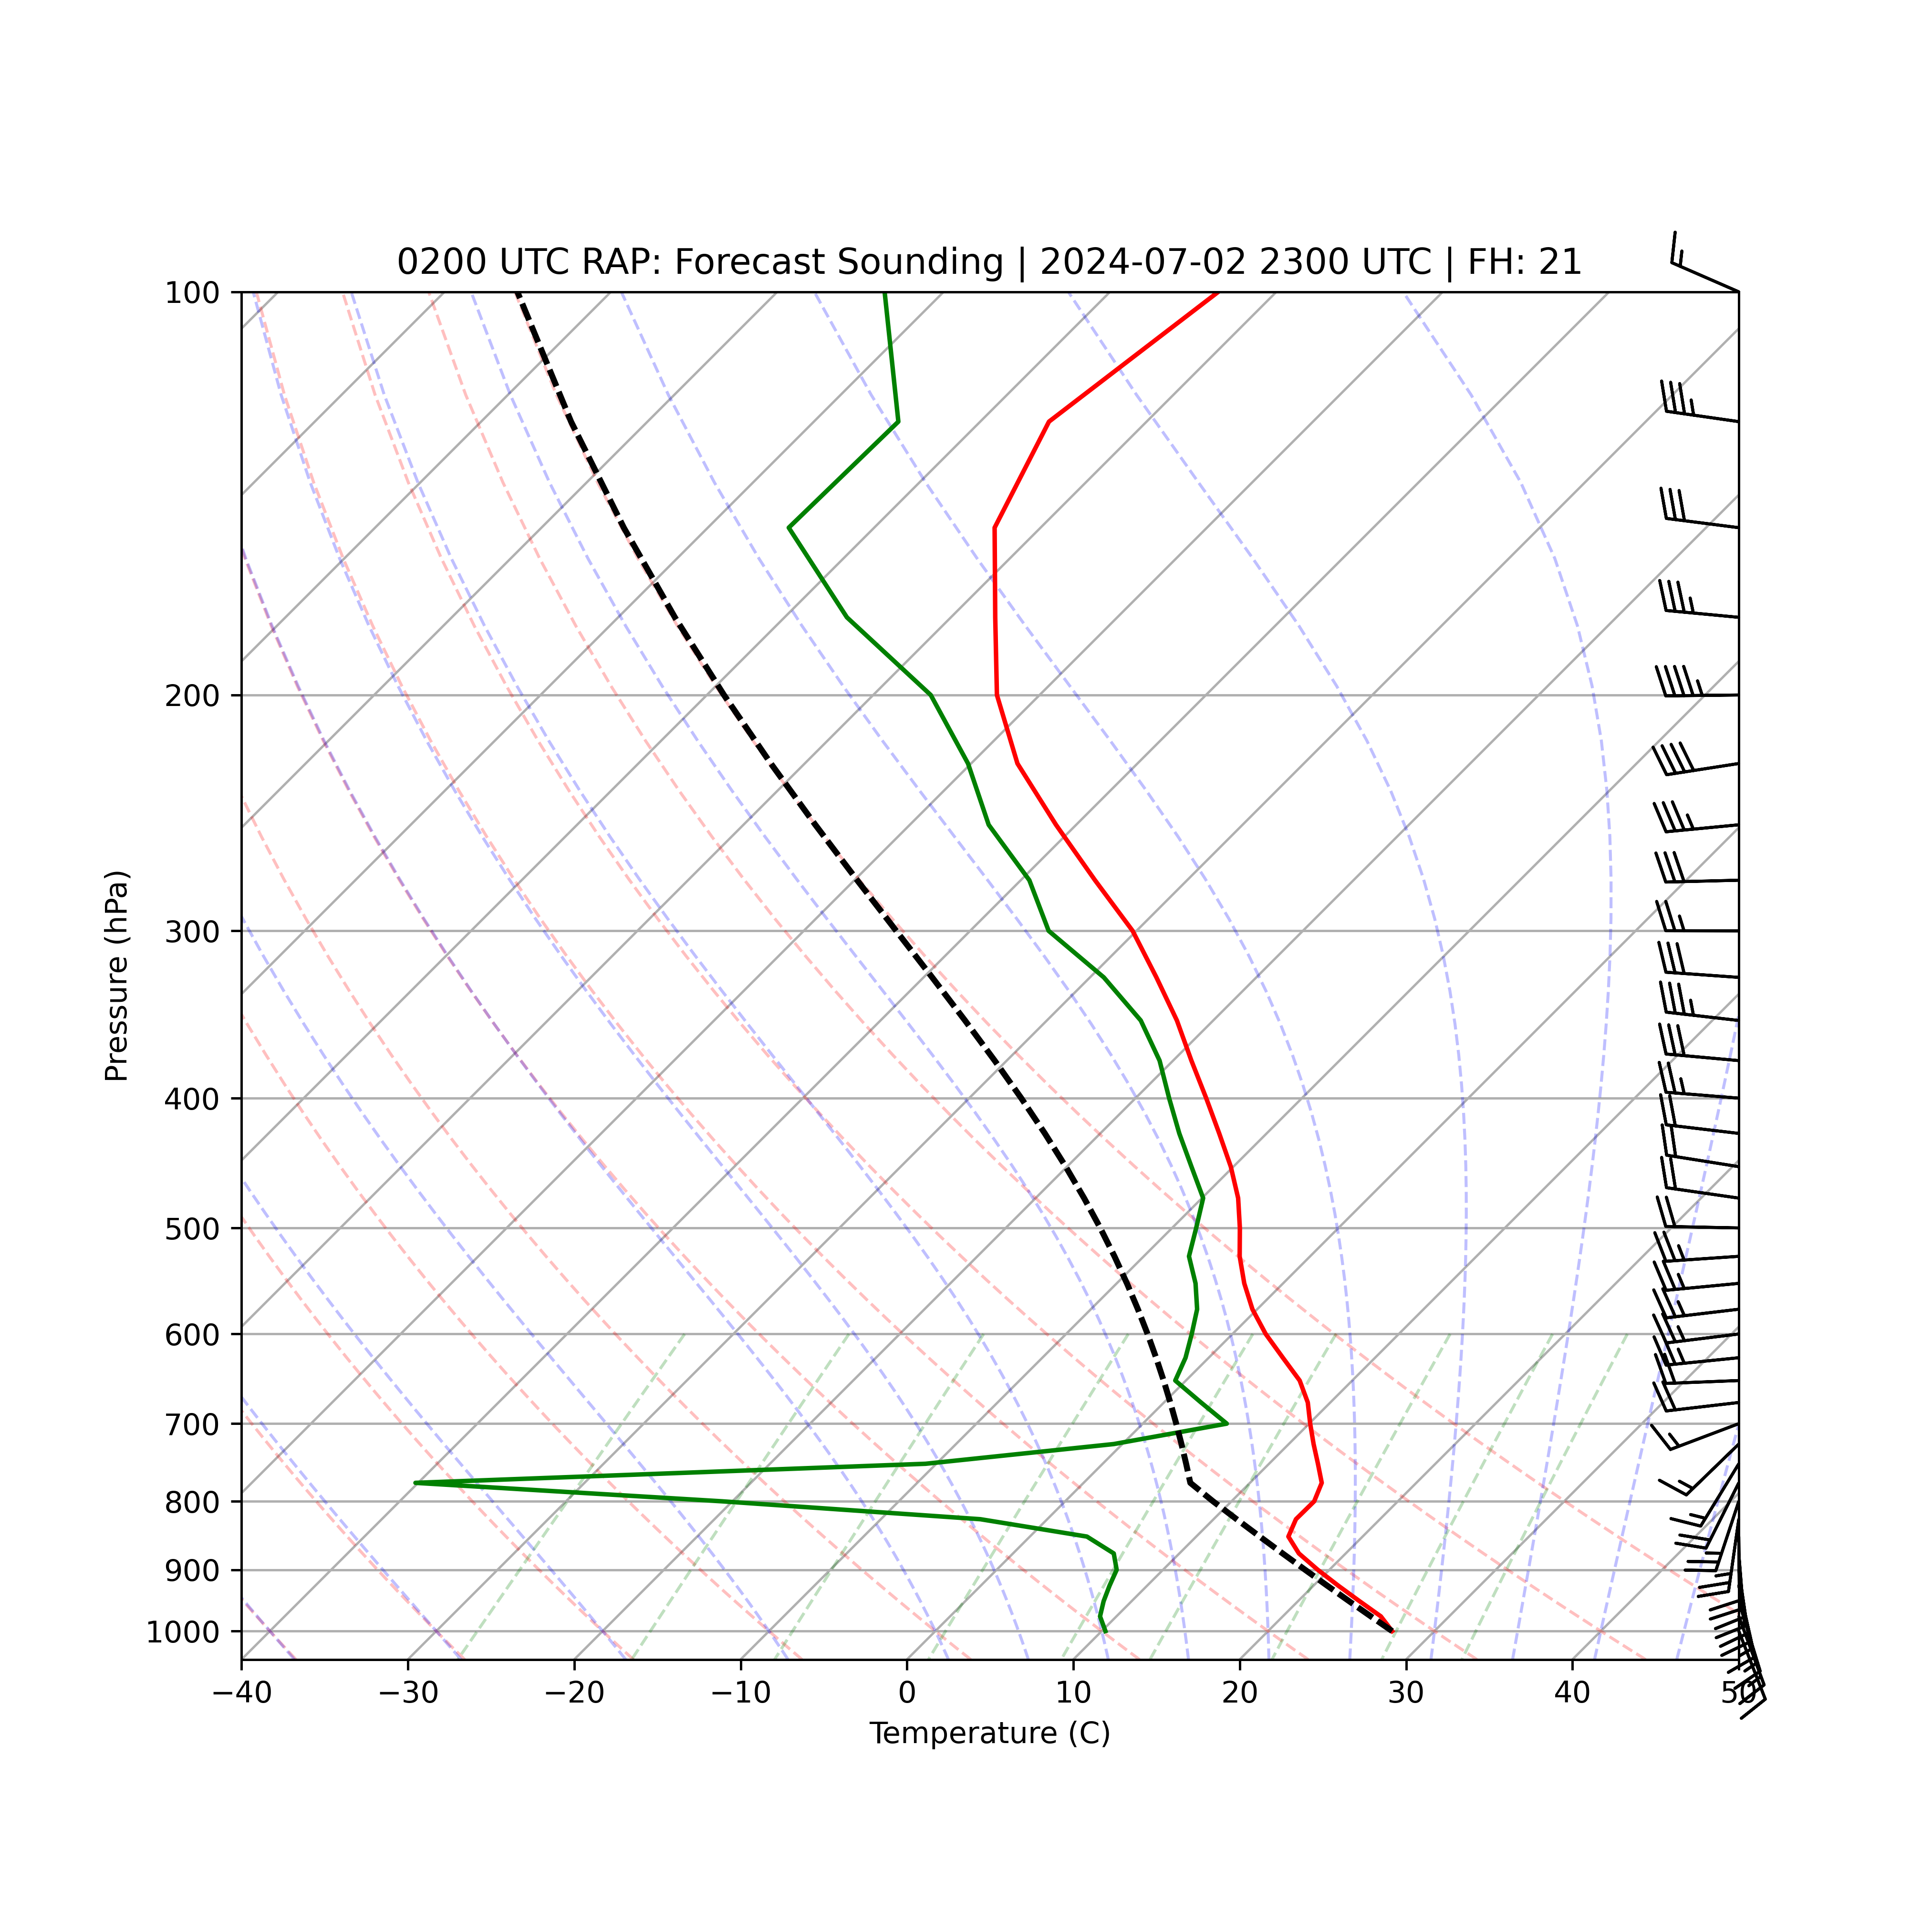 0200 UTC RAP: Forecast Sounding | 2024-07-02 2300 UTC | FH: 21
100
200
300
400
500
600
700
800
900
1000
Pressure (hPa)
−40 −30 −20 −10 0 10 20 30 40 50
Temperature (C)